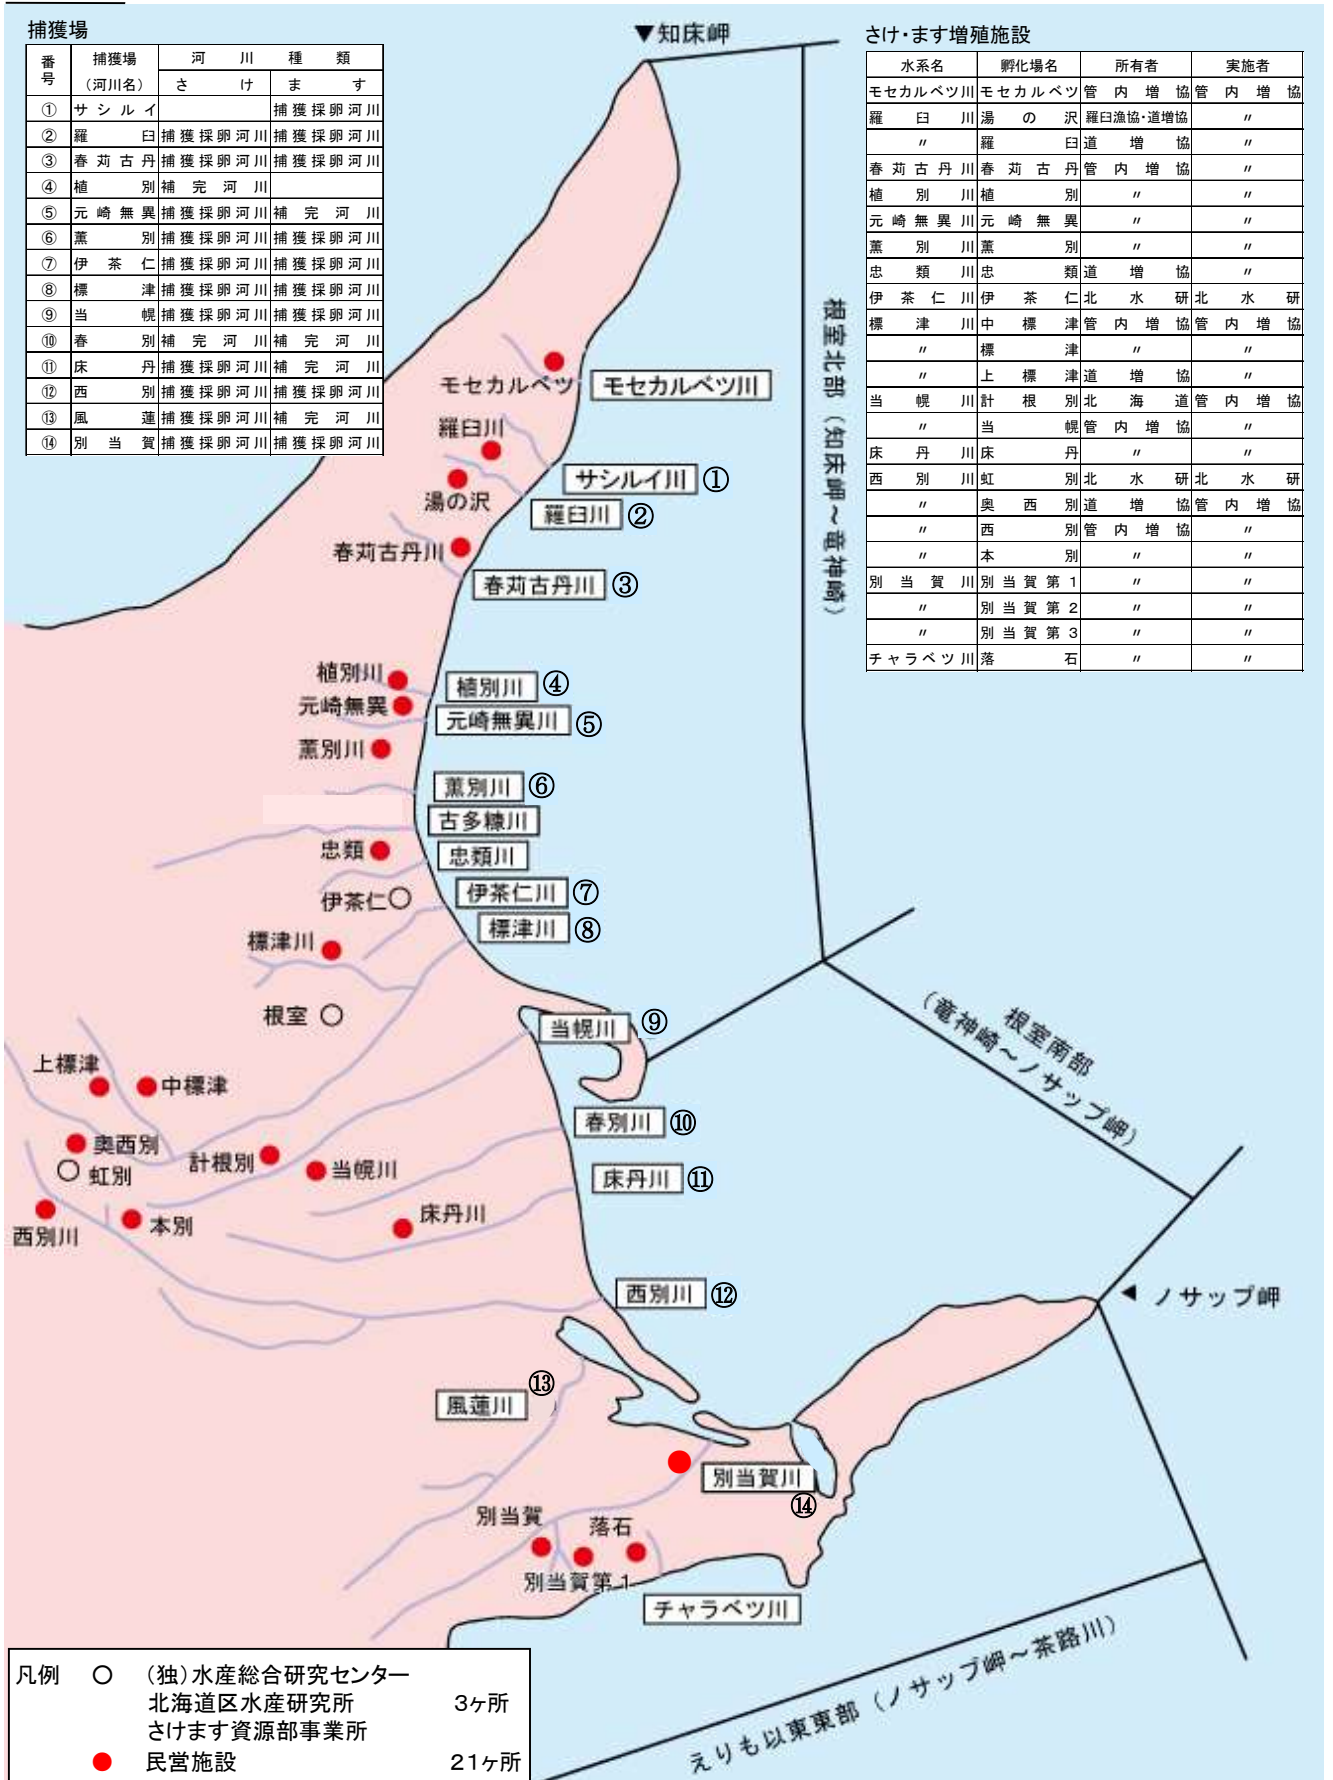 捕獲場
番号 捕獲場(河川名) 河川種類
さけ ます
① サシルイ 捕獲採卵河川
② 羅臼 捕獲採卵河川 捕獲採卵河川
③ 春苅古丹 捕獲採卵河川 捕獲採卵河川
④ 植別 補完河川
⑤ 元崎無異 捕獲採卵河川 補完河川
⑥ 薫別 捕獲採卵河川 捕獲採卵河川
⑦ 伊茶仁 捕獲採卵河川 捕獲採卵河川
⑧ 標津 捕獲採卵河川 捕獲採卵河川
⑨ 当幌 捕獲採卵河川 捕獲採卵河川
⑩ 春別 補完河川 補完河川
⑪ 床丹 捕獲採卵河川 補完河川
⑫ 西別 捕獲採卵河川 捕獲採卵河川
⑬ 風蓮 捕獲採卵河川 補完河川
⑭ 別当賀 捕獲採卵河川 捕獲採卵河川
▼知床岬
さけ・ます増殖施設
水系名 孵化場名 所有者 実施者
モセカルベツ川 モセカルベツ 管内増協 管内増協
羅臼川 湯の沢 羅臼漁協・道増協 〃
〃 羅臼 道増協 〃
春苅古丹川 春苅古丹 管内増協 〃
植別川 植別 〃 〃
元崎無異川 元崎無異 〃 〃
薫別川 薫別 〃 〃
忠類川 忠類 道増協 〃
伊茶仁川 伊茶仁 北水研 北水研
標津川 中標津 管内増協 管内増協
〃 標津 〃 〃
〃 上標津 道増協 〃
当幌川 計根別 北海道 管内増協
〃 当幌 管内増協 〃
床丹川 床丹 〃 〃
西別川 虹別 北水研 北水研
〃 奥西別 道増協 管内増協
〃 西別 管内増協 〃
〃 本別 〃 〃
別当賀川 別当賀第1 〃 〃
〃 別当賀第2 〃 〃
〃 別当賀第3 〃 〃
チャラベツ川 落石 〃 〃
根室北部(知床岬~竜神崎)
モセカルベツ モセカルベツ川
羅臼川
サシルイ川 ①
湯の沢
羅臼川 ②
春苅古丹川
春苅古丹川 ③
植別川
植別川 ④
元崎無異
元崎無異川 ⑤
薫別川
薫別川 ⑥
古多糠川
忠類
忠類川
伊茶仁
伊茶仁川 ⑦
標津川
標津川 ⑧
根室
当幌川 ⑨
根室南部
(竜神崎~ノサップ岬)
上標津
中標津
春別川 ⑩
奥西別
虹別
計根別
当幌川
床丹川 ⑪
西別川
本別
床丹川
西別川 ⑫
◀ ノサップ岬
風蓮川 ⑬
別当賀川
⑭
別当賀
落石
別当賀第1
チャラベツ川
えりも以東東部(ノサップ岬~茶路川)
凡例 ○ (独)水産総合研究センター
北海道区水産研究所 3ヶ所
さけます資源部事業所
● 民営施設 21ヶ所